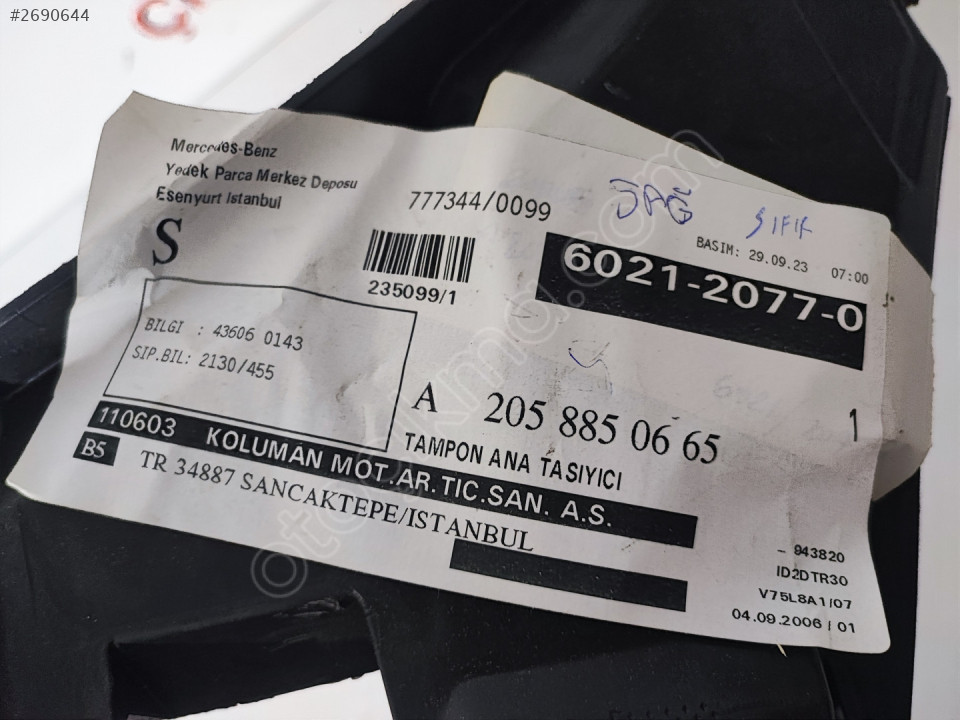 #2690644
Mercedes-Benz
Yedek Parca Merkez Deposu
Esenyurt Istanbul
S
777344/0099
235099/1
SAĞ
SIFIR
BASIM: 29.09.23 07:00
6021-2077-0
BILGI : 43606 0143
SIP.BIL: 2130/455
A 205 885 06 65
1
TAMPON ANA TASIYICI
110603 KOLUMAN MOT.AR.TIC.SAN. A.S.
B5
TR 34887 SANCAKTEPE/ISTANBUL
- 943820
ID2DTR30
V75L8A1/07
04.09.2006 / 01
otocikma.com